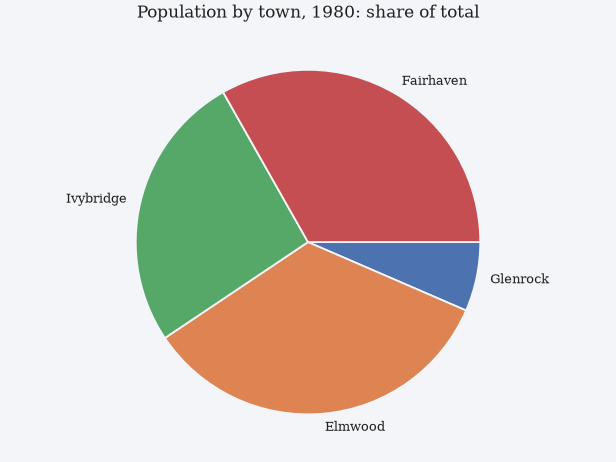 Population by town, 1980: share of total
Fairhaven
Ivybridge
Glenrock
Elmwood